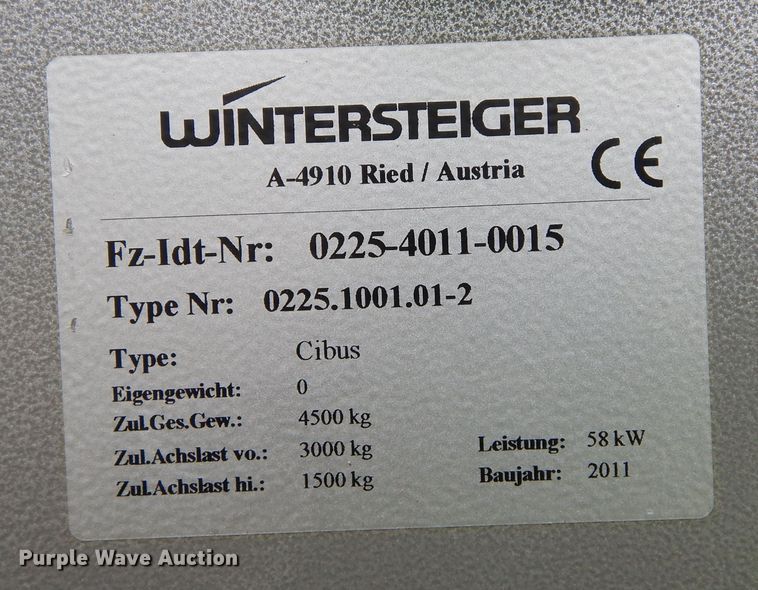 WINTERSTEIGER
A-4910 Ried / Austria
CE
Fz-Idt-Nr: 0225-4011-0015
Type Nr: 0225.1001.01-2
Type: Cibus
Eigengewicht: 0
Zul.Ges.Gew.: 4500 kg
Zul.Achslast vo.: 3000 kg Leistung: 58 kW
Zul.Achslast hi.: 1500 kg Baujahr: 2011
Purple Wave Auction